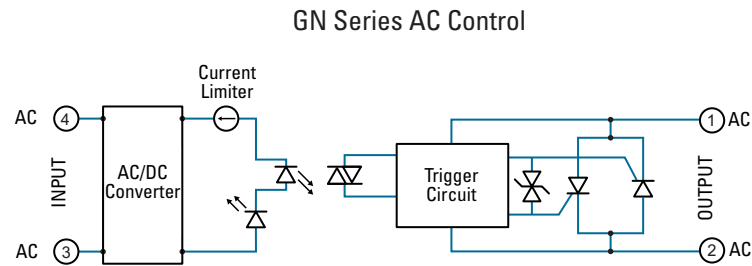 GN Series AC Control
Current
Limiter
AC 4
1 AC
INPUT
AC/DC
Converter
Trigger
Circuit
OUTPUT
AC 3
2 AC